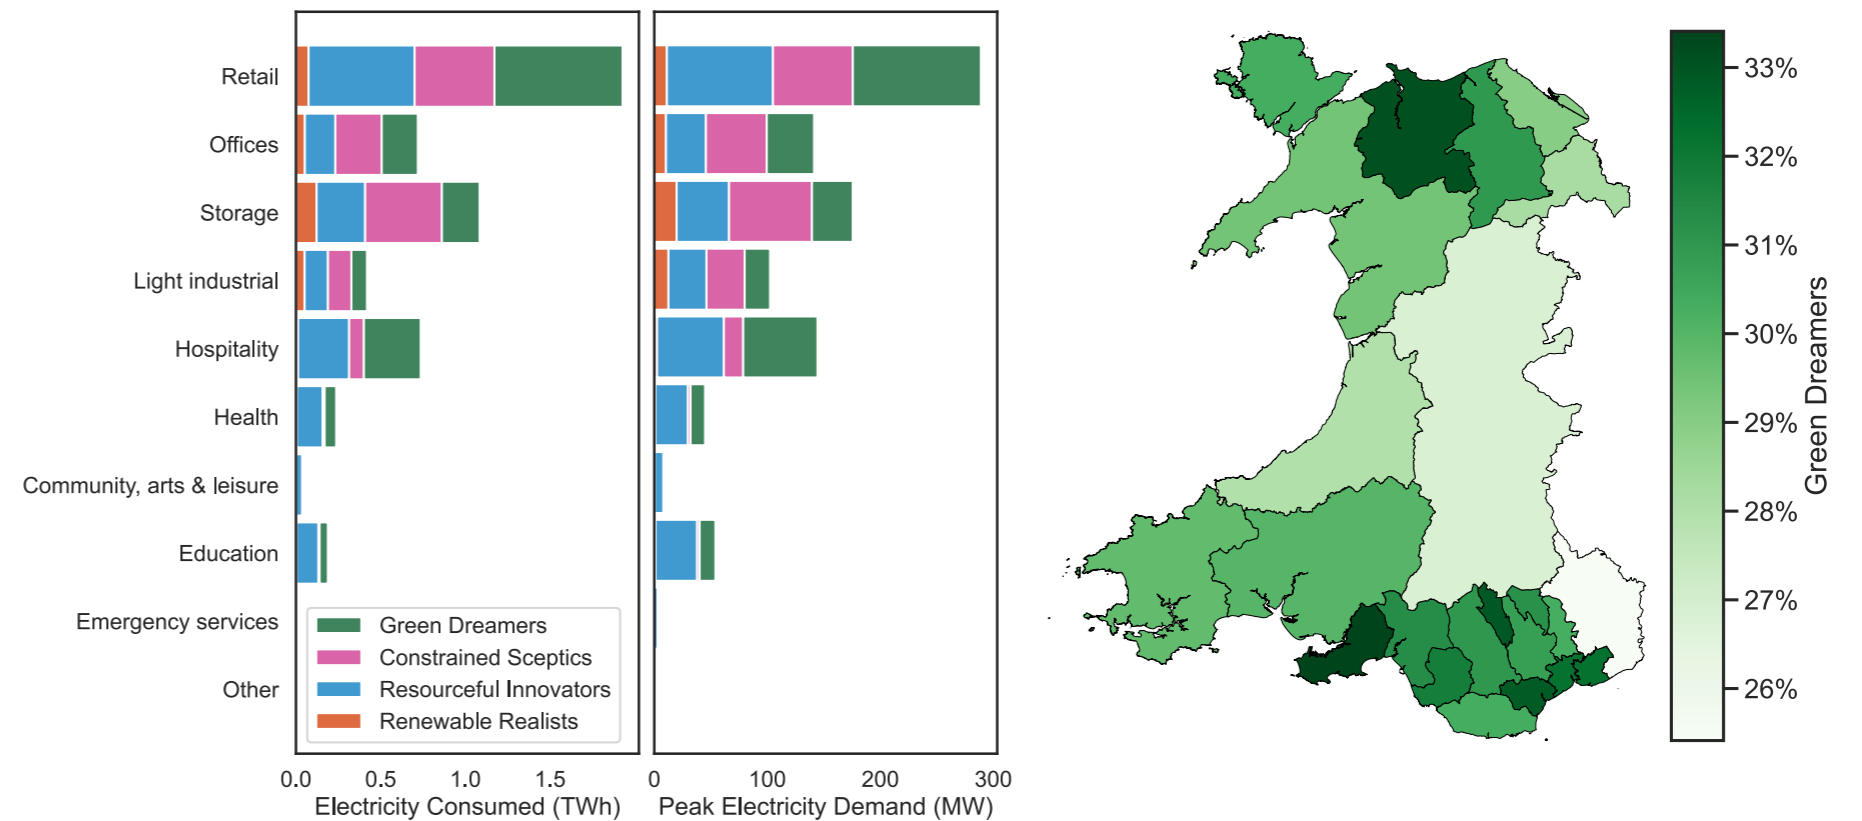 Retail
Offices
Storage
Light industrial
Hospitality
Health
Community, arts & leisure
Education
Emergency services
Other
Green Dreamers
Constrained Sceptics
Resourceful Innovators
Renewable Realists
0.0 0.5 1.0 1.5
Electricity Consumed (TWh)
0 100 200 300
Peak Electricity Demand (MW)
33%
32%
31%
30%
29%
28%
27%
26%
Green Dreamers